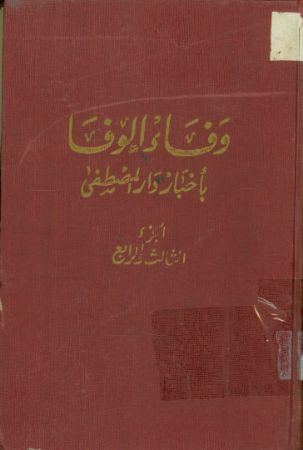 وفاء الوفا
بأخبار دار المصطفى
الجزء
الثالث والرابع